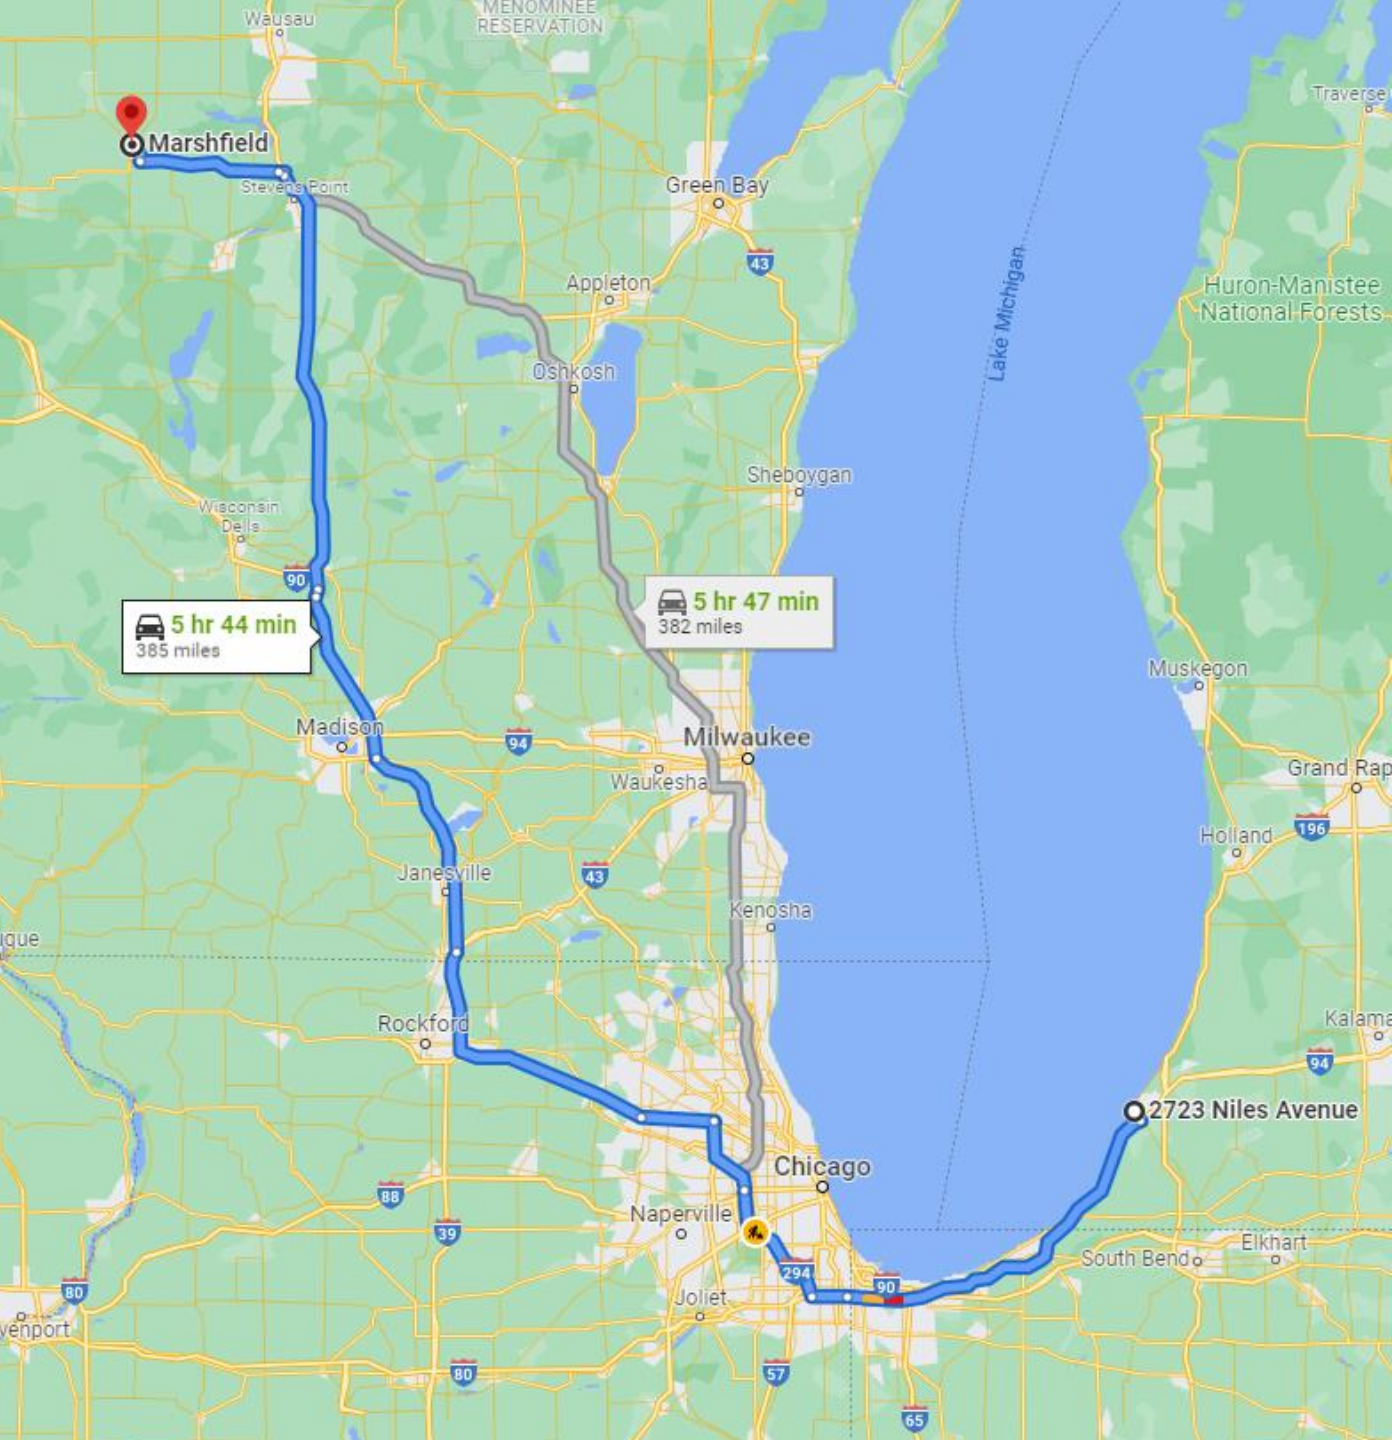 MENOMINEE
RESERVATION
Wausau
Traverse
Marshfield
Stevens Point
Green Bay
43
Lake Michigan
Appleton
Huron-Manistee
National Forests
Oshkosh
Sheboygan
Wisconsin
Dells
90
5 hr 44 min
385 miles
5 hr 47 min
382 miles
Muskegon
Madison
94
Milwaukee
Waukesha
Grand Rap
196
Holland
Janesville
43
Kenosha
que
Rockford
Kalama
94
2723 Niles Avenue
Chicago
88
Naperville
39
South Bend
Elkhart
294
90
80
Joliet
venport
80
57
65